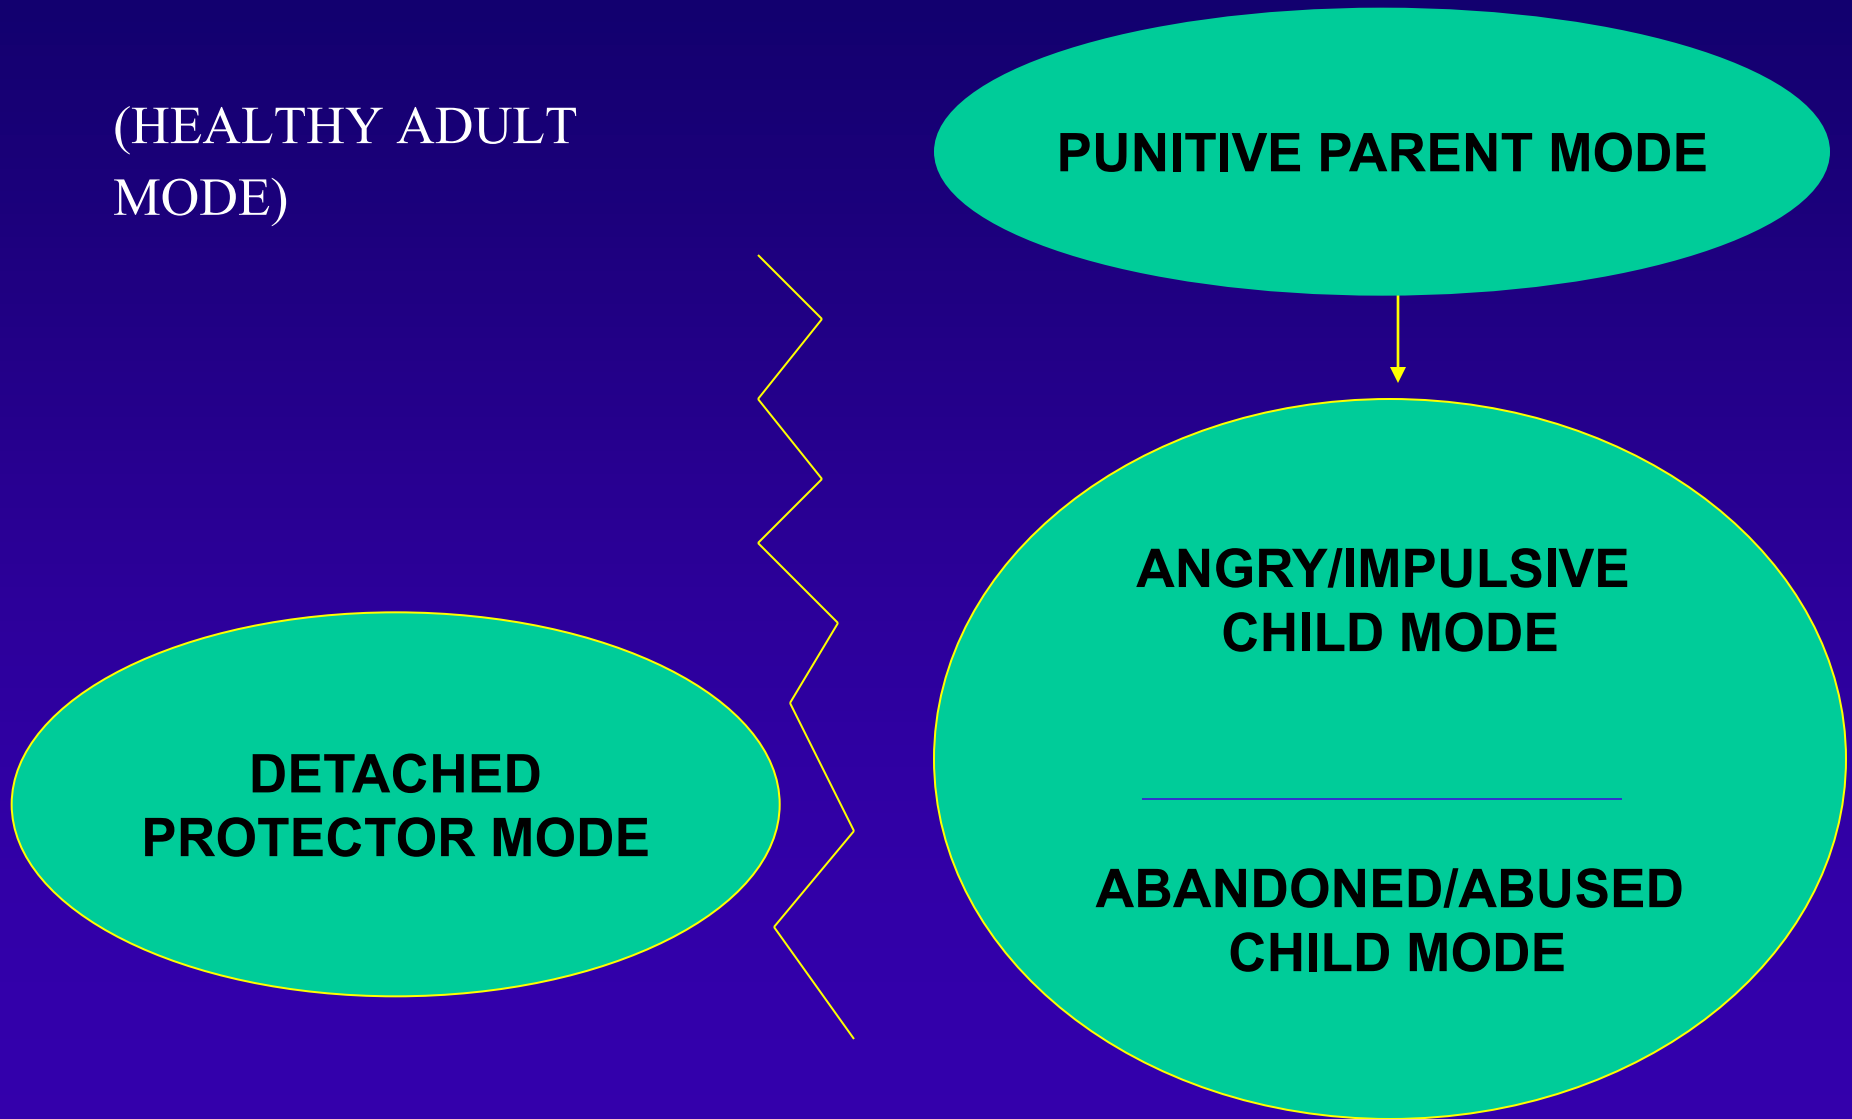 (HEALTHY ADULT
MODE)
PUNITIVE PARENT MODE
ANGRY/IMPULSIVE
CHILD MODE
DETACHED
PROTECTOR MODE
ABANDONED/ABUSED
CHILD MODE